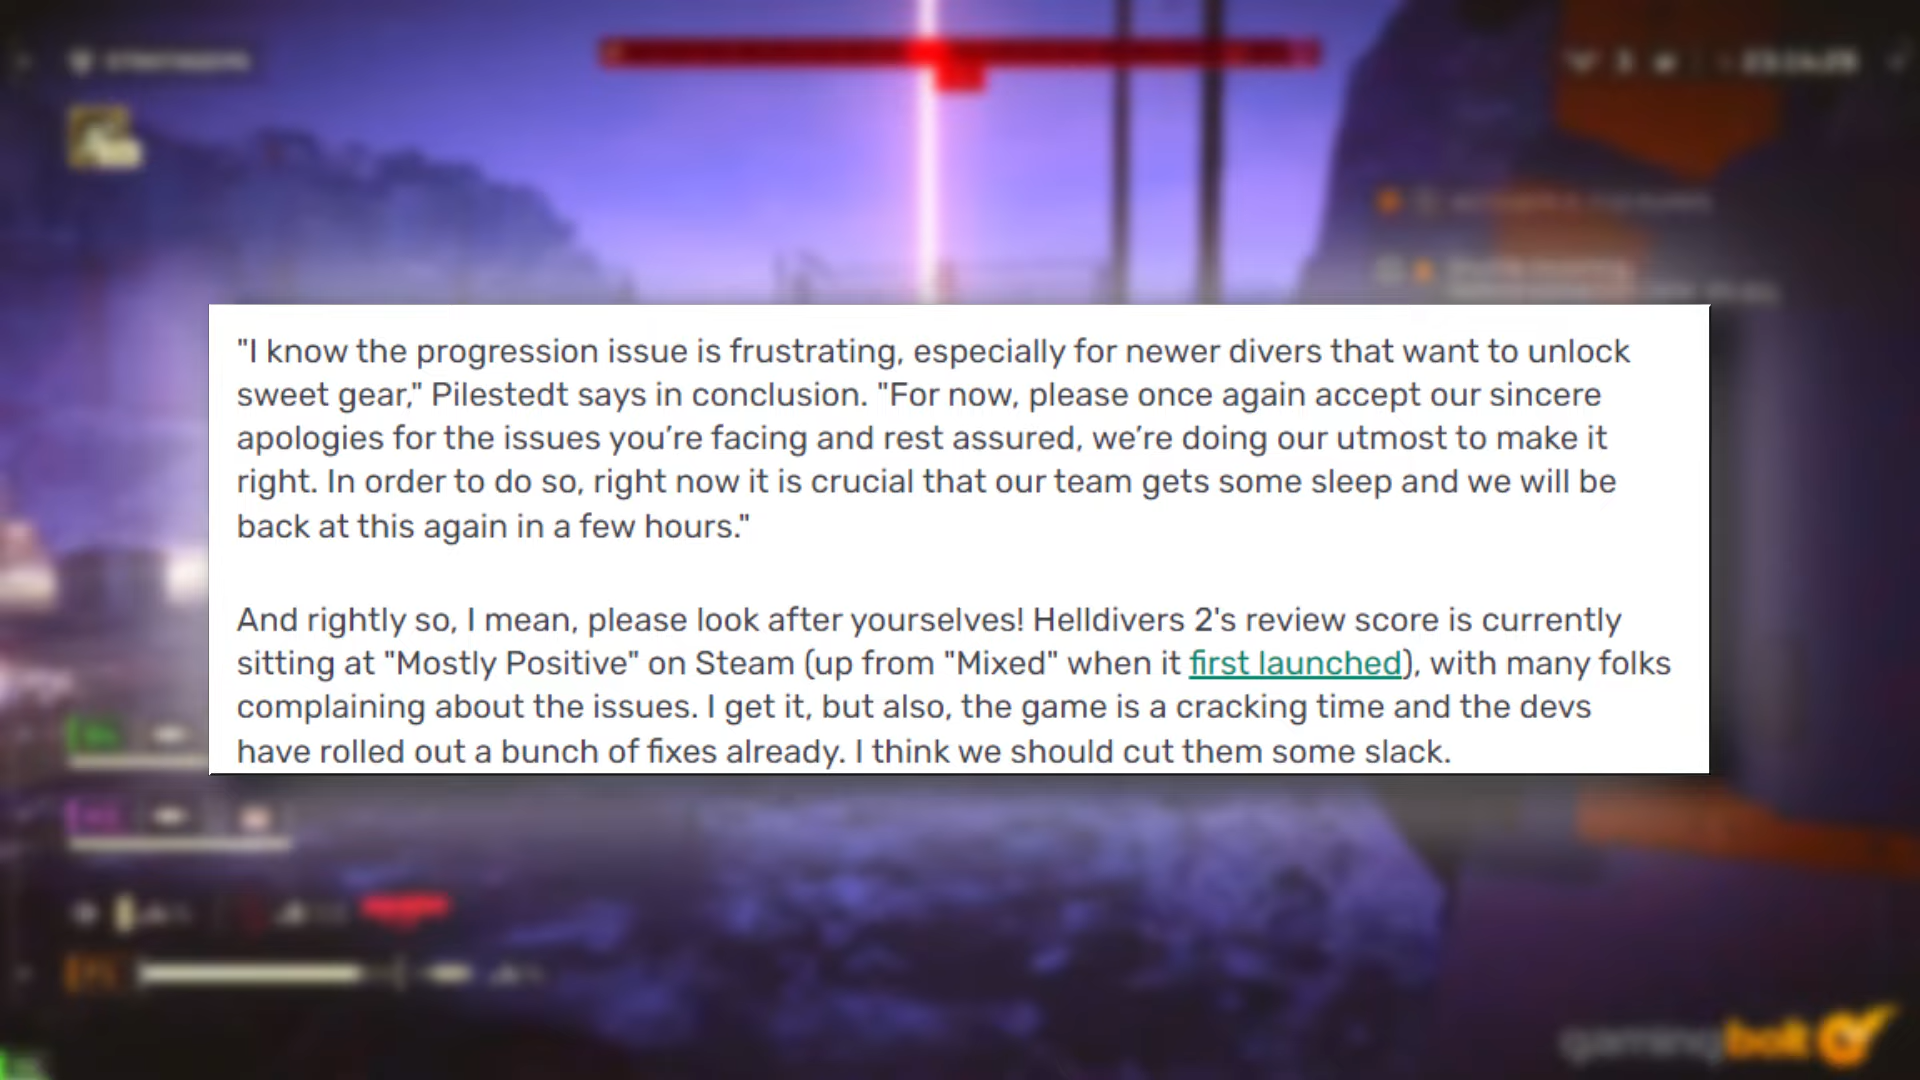 "I know the progression issue is frustrating, especially for newer divers that want to unlock
sweet gear," Pilestedt says in conclusion. "For now, please once again accept our sincere
apologies for the issues you’re facing and rest assured, we’re doing our utmost to make it
right. In order to do so, right now it is crucial that our team gets some sleep and we will be
back at this again in a few hours."
And rightly so, I mean, please look after yourselves! Helldivers 2's review score is currently
sitting at "Mostly Positive" on Steam (up from "Mixed" when it first launched), with many folks
complaining about the issues. I get it, but also, the game is a cracking time and the devs
have rolled out a bunch of fixes already. I think we should cut them some slack.
gamingbolt